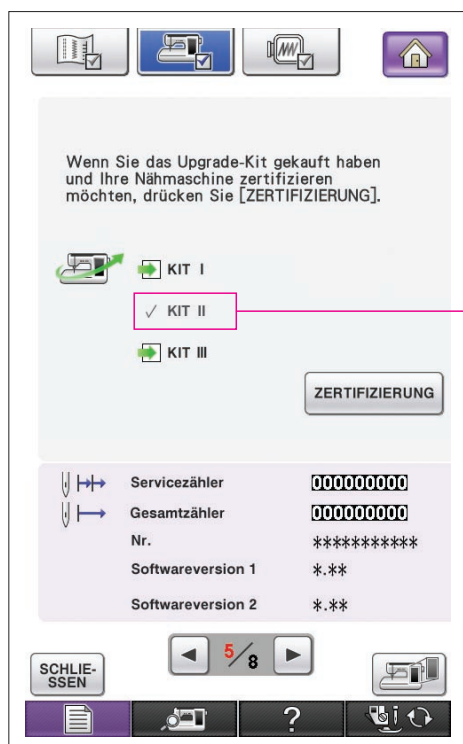 Wenn Sie das Upgrade-Kit gekauft haben
und Ihre Nähmaschine zertifizieren
möchten, drücken Sie [ZERTIFIZIERUNG].
KIT I
✓ KIT II
KIT III
ZERTIFIZIERUNG
Servicezähler 000000000
Gesamtzähler 000000000
Nr. ***********
Softwareversion 1 *.**
Softwareversion 2 *.**
5/8
SCHLIE-
SSEN
?